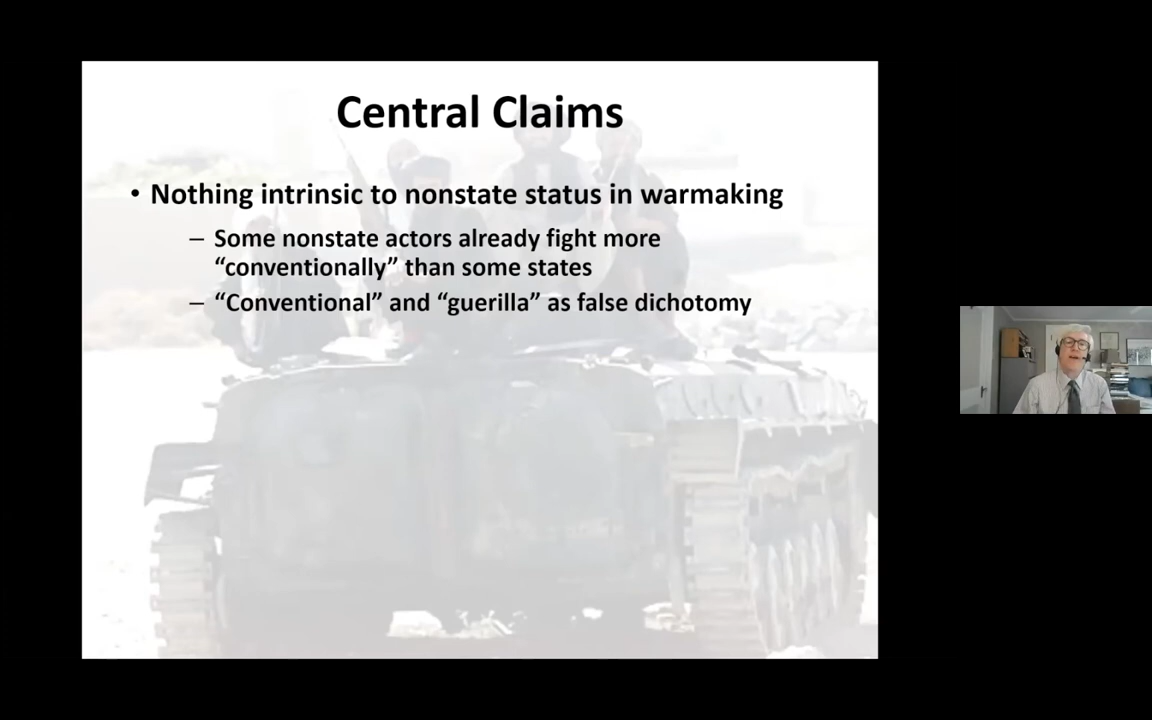 Central Claims
• Nothing intrinsic to nonstate status in warmaking
– Some nonstate actors already fight more
“conventionally” than some states
– “Conventional” and “guerilla” as false dichotomy